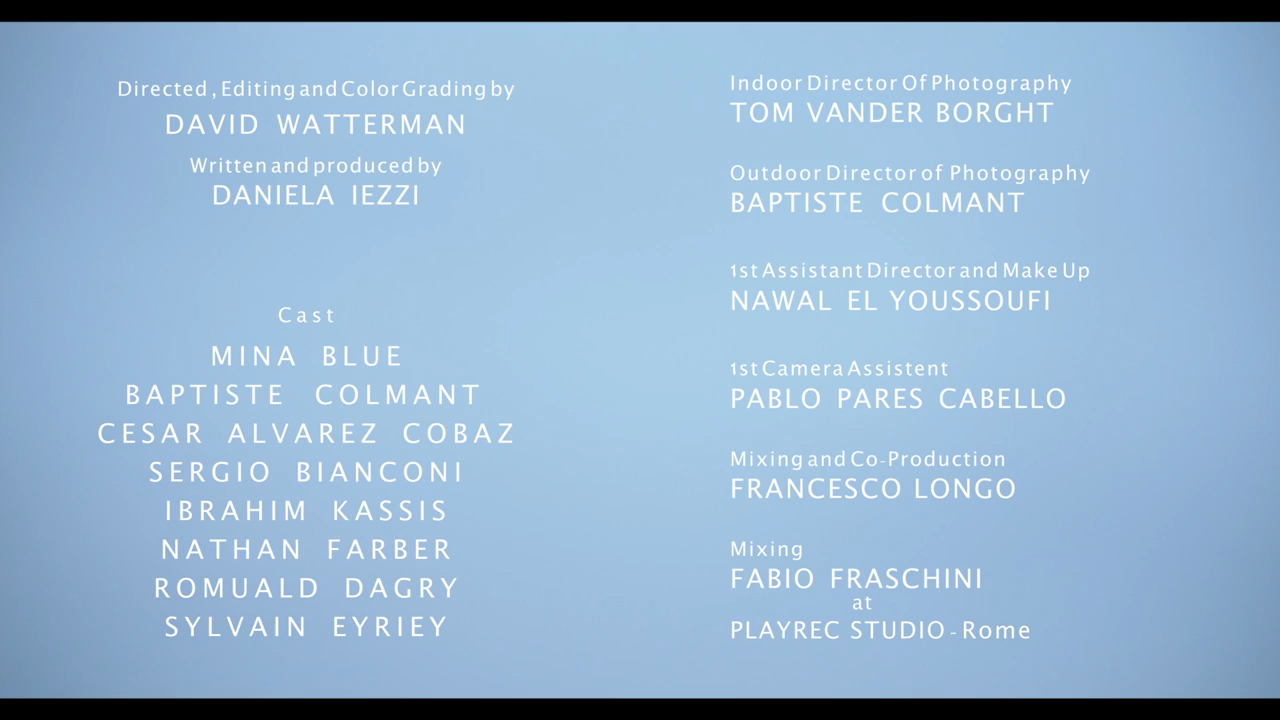 Directed , Editing and Color Grading by
DAVID WATTERMAN
Written and produced by
DANIELA IEZZI
Cast
MINA BLUE
BAPTISTE COLMANT
CESAR ALVAREZ COBAZ
SERGIO BIANCONI
IBRAHIM KASSIS
NATHAN FARBER
ROMUALD DAGRY
SYLVAIN EYRIEY
Indoor Director Of Photography
TOM VANDER BORGHT
Outdoor Director of Photography
BAPTISTE COLMANT
1st Assistant Director and Make Up
NAWAL EL YOUSSOUFI
1st Camera Assistent
PABLO PARES CABELLO
Mixing and Co-Production
FRANCESCO LONGO
Mixing
FABIO FRASCHINI
at
PLAYREC STUDIO - Rome